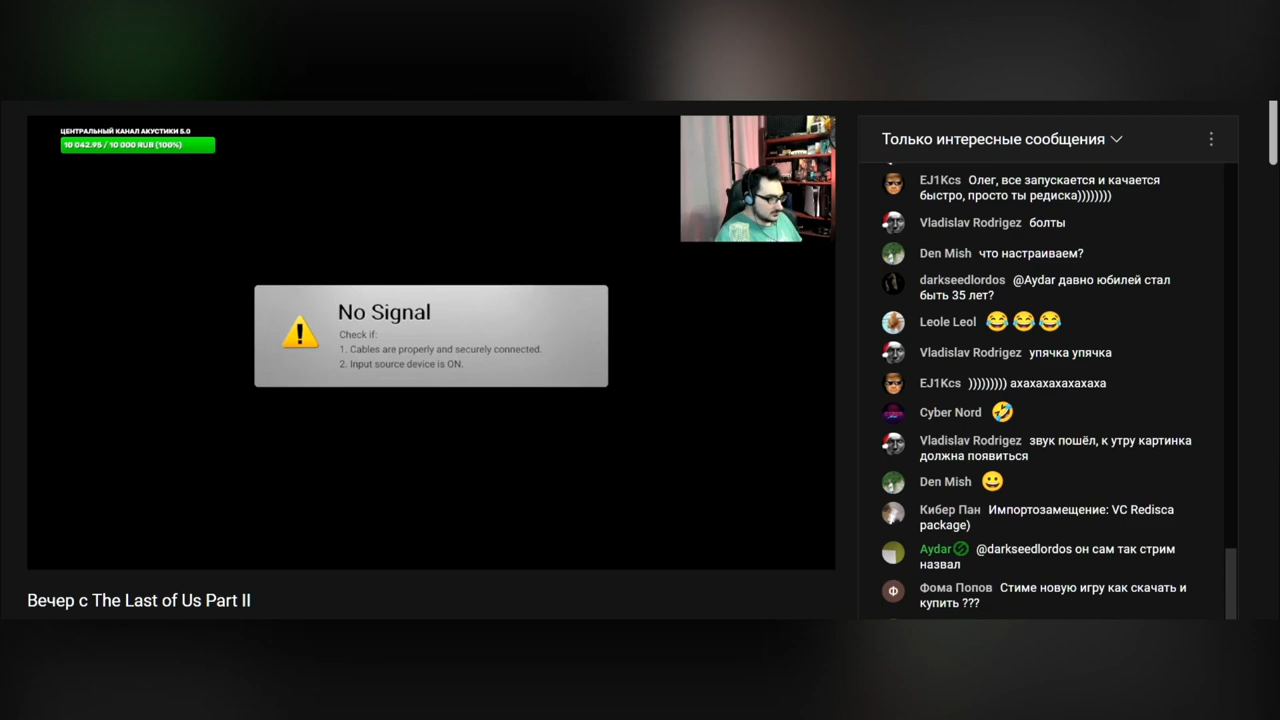 ЦЕНТРАЛЬНЫЙ КАНАЛ АКУСТИКИ 5.0
10 042.95 / 10 000 RUB (100%)
No Signal
Check if:
1. Cables are properly and securely connected.
2. Input source device is ON.
Вечер с The Last of Us Part II
Только интересные сообщения
EJ1Kcs Олег, все запускается и качается
быстро, просто ты редиска))))))))
Vladislav Rodrigez болты
Den Mish что настраиваем?
darkseedlordos @Aydar давно юбилей стал
быть 35 лет?
Leole Leol 😂😂😂
Vladislav Rodrigez упячка упячка
EJ1Kcs ))))))))) ахахахахахахаха
Cyber Nord 🤣
Vladislav Rodrigez звук пошёл, к утру картинка
должна появиться
Den Mish 😀
Кибер Пан Импортозамещение: VC Redisca
package)
Aydar @darkseedlordos он сам так стрим
назвал
Ф
Фома Попов Стиме новую игру как скачать и
купить ???